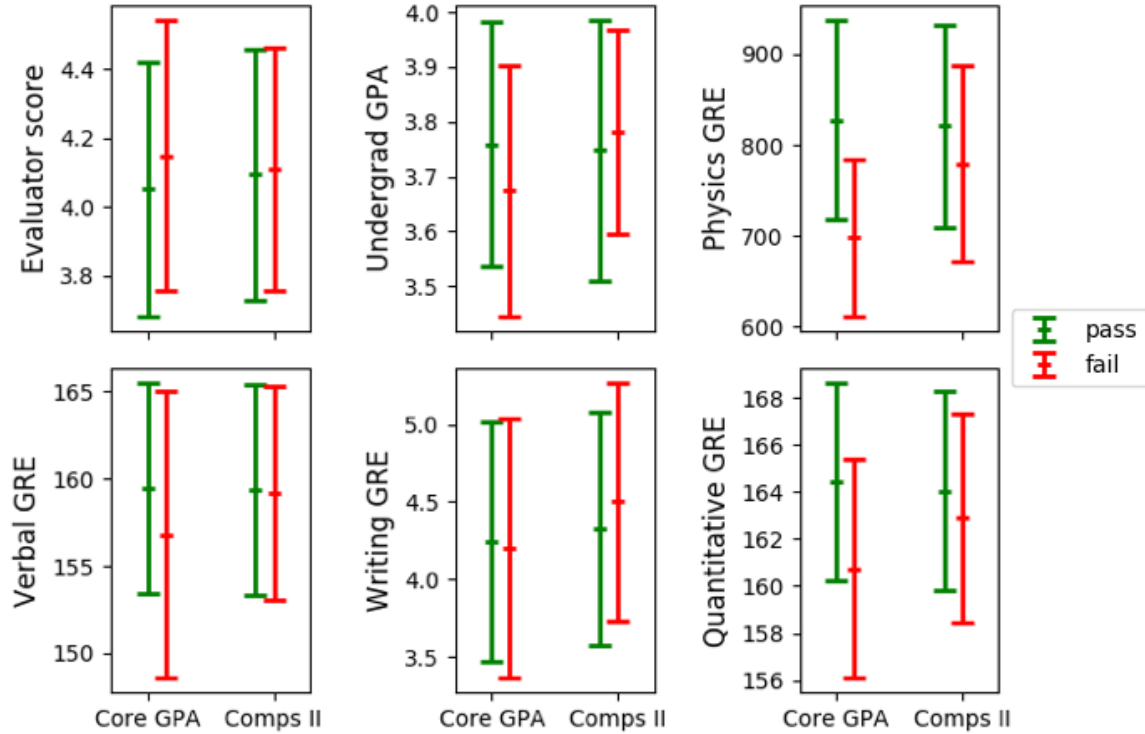 Evaluator score
4.4
4.2
4.0
3.8
Undergrad GPA
4.0
3.9
3.8
3.7
3.6
3.5
Physics GRE
900
800
700
600
pass
fail
Verbal GRE
165
160
155
150
Core GPA Comps II
Writing GRE
5.0
4.5
4.0
3.5
Core GPA Comps II
Quantitative GRE
168
166
164
162
160
158
156
Core GPA Comps II